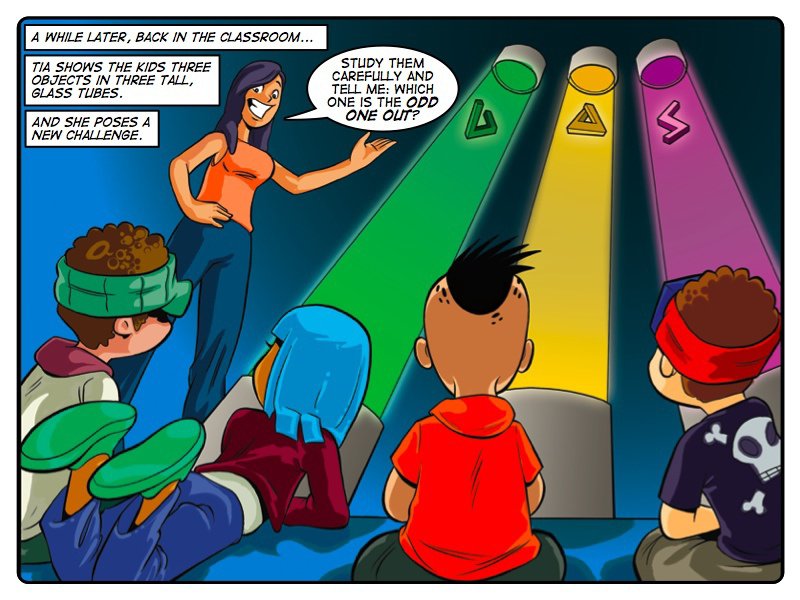 A WHILE LATER, BACK IN THE CLASSROOM...
TIA SHOWS THE KIDS THREE
OBJECTS IN THREE TALL,
GLASS TUBES.
AND SHE POSES A
NEW CHALLENGE.
STUDY THEM
CAREFULLY AND
TELL ME: WHICH
ONE IS THE ODD
ONE OUT?